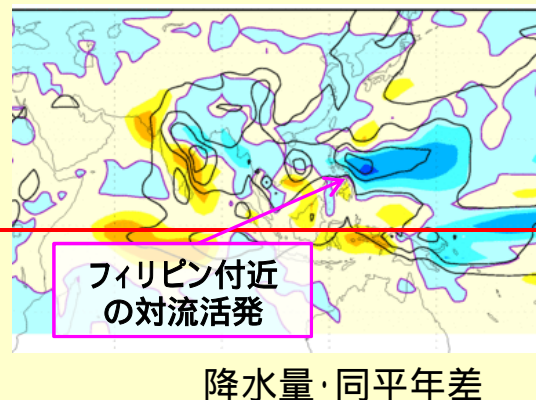 フィリピン付近
の対流活発
降水量・同平年差